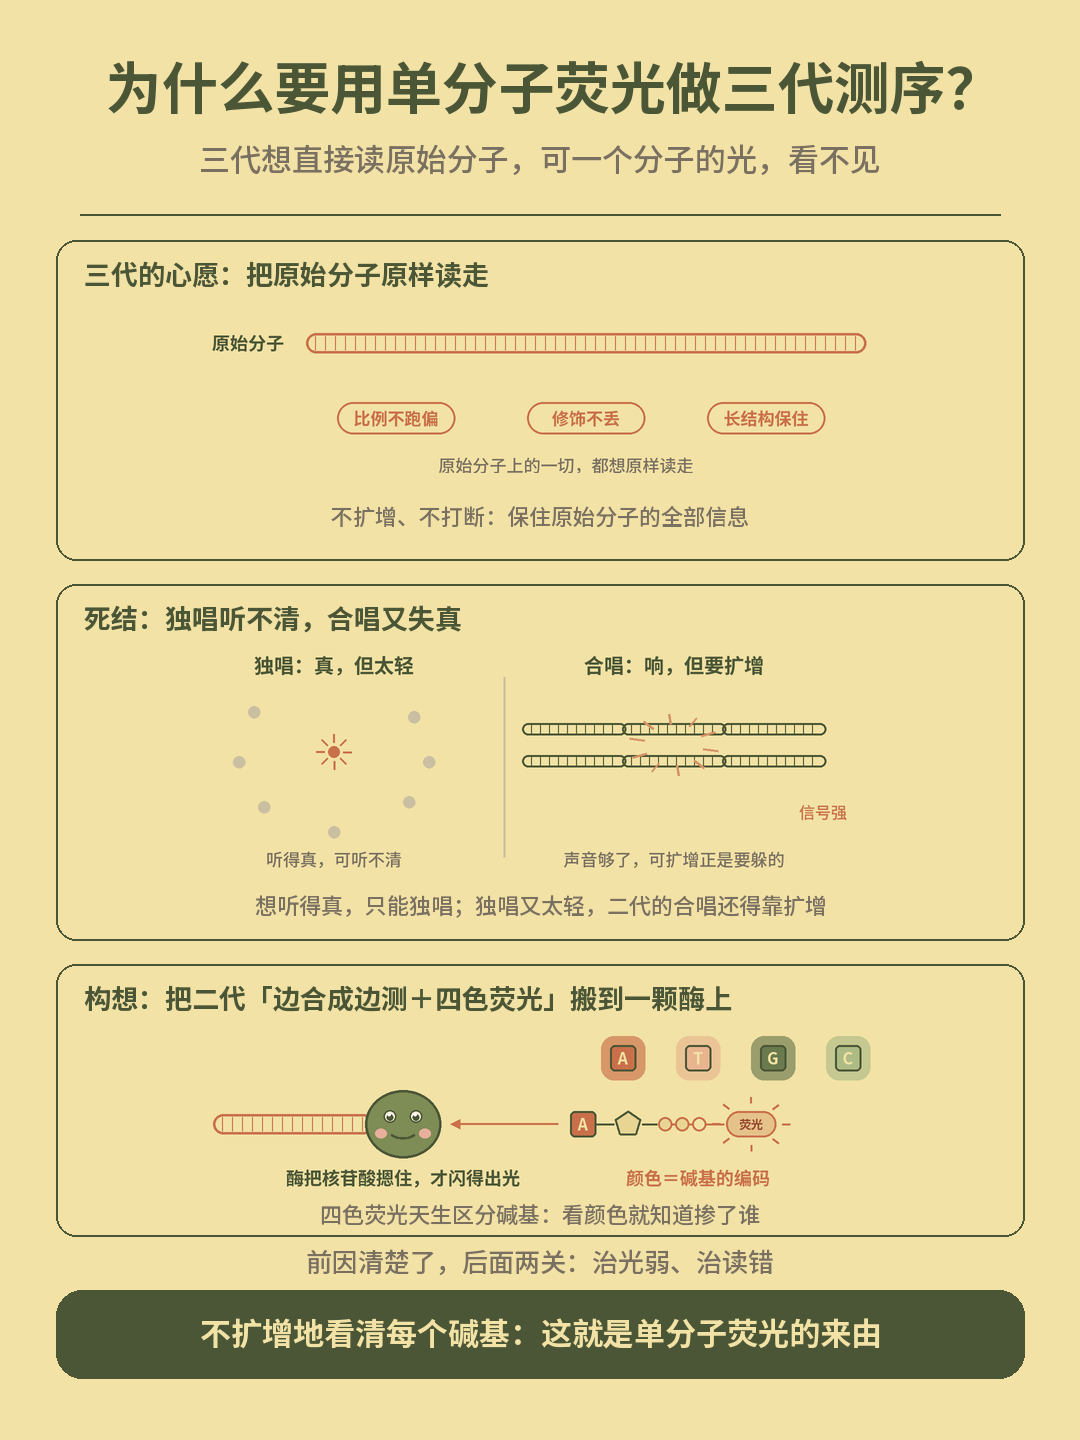 为什么要用单分子荧光做三代测序？
三代想直接读原始分子，可一个分子的光，看不见
三代的心愿：把原始分子原样读走
原始分子
比例不跑偏
修饰不丢
长结构保住
原始分子上的一切，都想原样读走
不扩增、不打断：保住原始分子的全部信息
死结：独唱听不清，合唱又失真
独唱：真，但太轻
合唱：响，但要扩增
信号强
听得真，可听不清
声音够了，可扩增正是要躲的
想听得真，只能独唱；独唱又太轻，二代的合唱还得靠扩增
构想：把二代「边合成边测＋四色荧光」搬到一颗酶上
A T G C
A 荧光
酶把核苷酸摁住，才闪得出光
颜色＝碱基的编码
四色荧光天生区分碱基：看颜色就知道掺了谁
前因清楚了，后面两关：治光弱、治读错
不扩增地看清每个碱基：这就是单分子荧光的来由